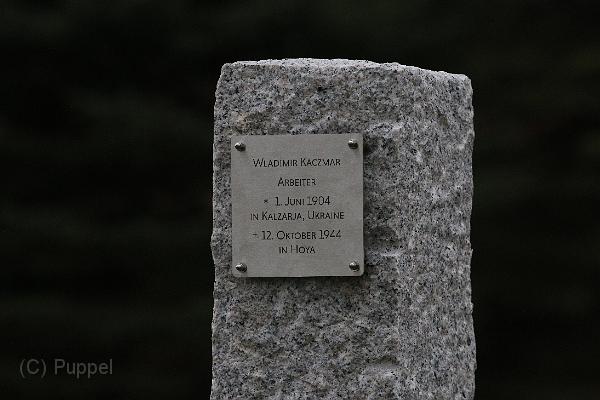 Wladimir Kaczmar
Arbeiter
* 1. Juni 1904
in Kalzarja, Ukraine
+ 12. Oktober 1944
in Hoya
(C) Puppel